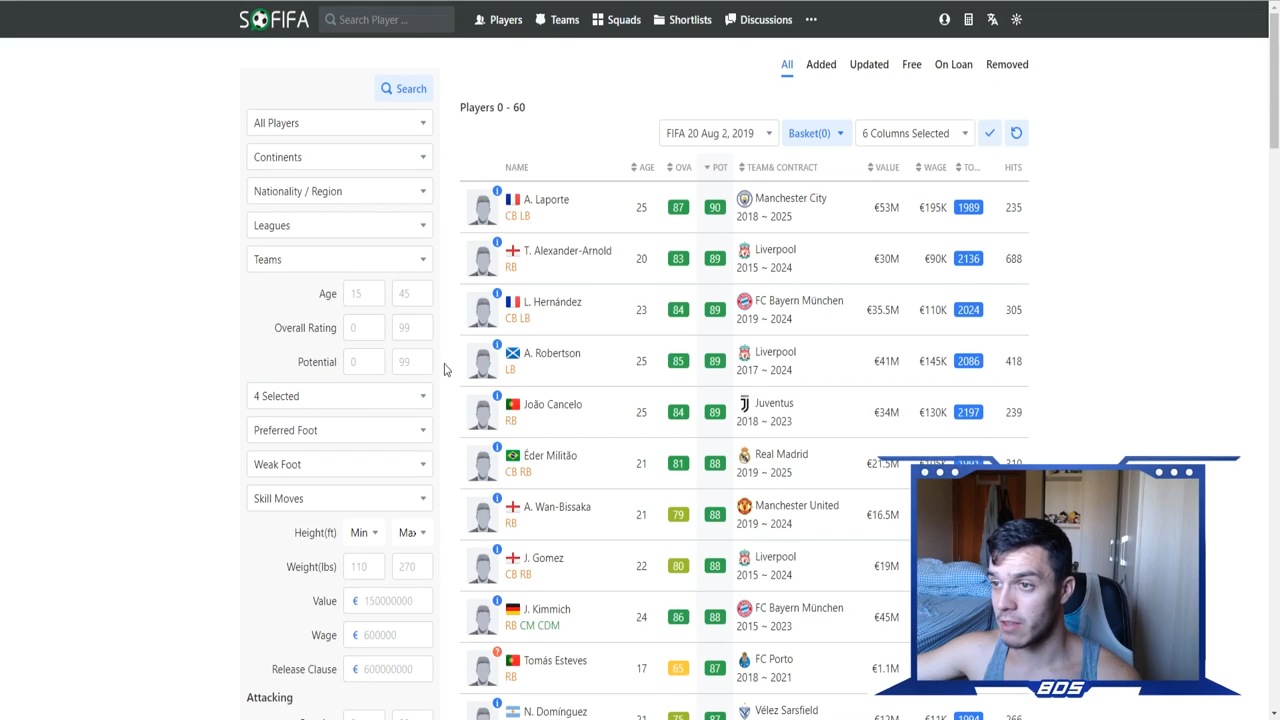 SOFIFA
Search Player ...
Players
Teams
Squads
Shortlists
Discussions
All Added Updated Free On Loan Removed
Search
All Players
Continents
Nationality / Region
Leagues
Teams
Age 15 45
Overall Rating 0 99
Potential 0 99
4 Selected
Preferred Foot
Weak Foot
Skill Moves
Height(ft) Min Max
Weight(lbs) 110 270
Value € 150000000
Wage € 600000
Release Clause € 600000000
Attacking
Players 0 - 60
FIFA 20 Aug 2, 2019 Basket(0) 6 Columns Selected
NAME AGE OVA POT TEAM& CONTRACT VALUE WAGE TO... HITS
A. Laporte 25 87 90 Manchester City €53M €195K 1989 235
CB LB 2018 ~ 2025
T. Alexander-Arnold 20 83 89 Liverpool €30M €90K 2136 688
RB 2015 ~ 2024
L. Hernández 23 84 89 FC Bayern München €35.5M €110K 2024 305
CB LB 2019 ~ 2024
A. Robertson 25 85 89 Liverpool €41M €145K 2086 418
LB 2017 ~ 2024
João Cancelo 25 84 89 Juventus €34M €130K 2197 239
RB 2018 ~ 2023
Éder Militão 21 81 88 Real Madrid €21.5M
CB RB 2019 ~ 2025
A. Wan-Bissaka 21 79 88 Manchester United €16.5M
RB 2019 ~ 2024
J. Gomez 22 80 88 Liverpool €19M
CB RB 2015 ~ 2024
J. Kimmich 24 86 88 FC Bayern München €45M
RB CM CDM 2015 ~ 2023
Tomás Esteves 17 65 87 FC Porto €1.1M
RB 2018 ~ 2021
N. Domínguez Vélez Sarsfield
BDS